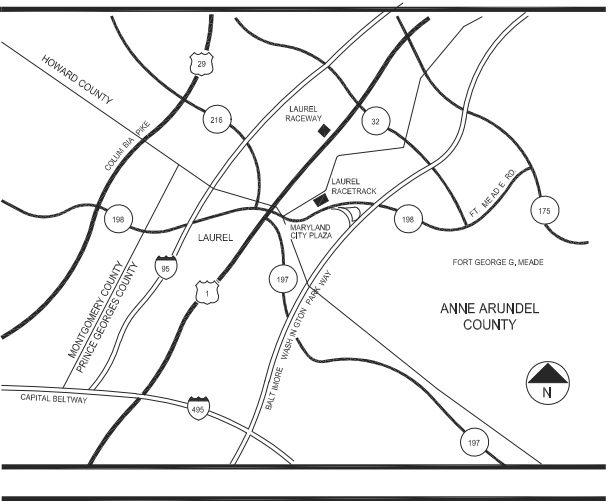 29
HOWARD COUNTY
COLUMBIA PIKE
216
LAUREL
RACEWAY
32
LAUREL
RACETRACK
FT. MEADE RD.
175
198
MARYLAND
CITY PLAZA
198
LAUREL
95
197
1
FORT GEORGE G. MEADE
MONTGOMERY COUNTY
PRINCE GEORGES COUNTY
BALTIMORE WASHINGTON PARKWAY
ANNE ARUNDEL
COUNTY
N
CAPITAL BELTWAY
495
197